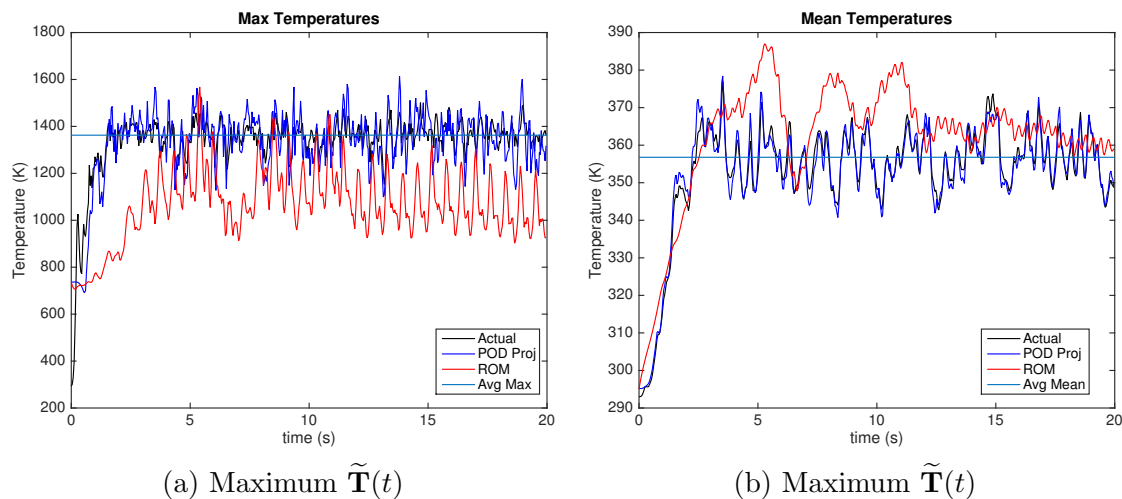 Max Temperatures
1800
1600
1400
1200
1000
800
600
400
200
Temperature (K)
0 5 10 15 20
time (s)
Actual
POD Proj
ROM
Avg Max
(a) Maximum T̃(t)
Mean Temperatures
390
380
370
360
350
340
330
320
310
300
290
Temperature (K)
0 5 10 15 20
time (s)
Actual
POD Proj
ROM
Avg Mean
(b) Maximum T̃(t)